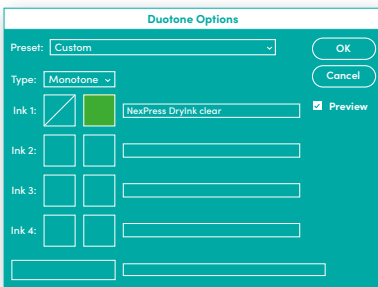 Duotone Options
Preset: Custom
OK
Type: Monotone
Cancel
Ink 1: NexPress DryInk clear
Preview
Ink 2:
Ink 3:
Ink 4: